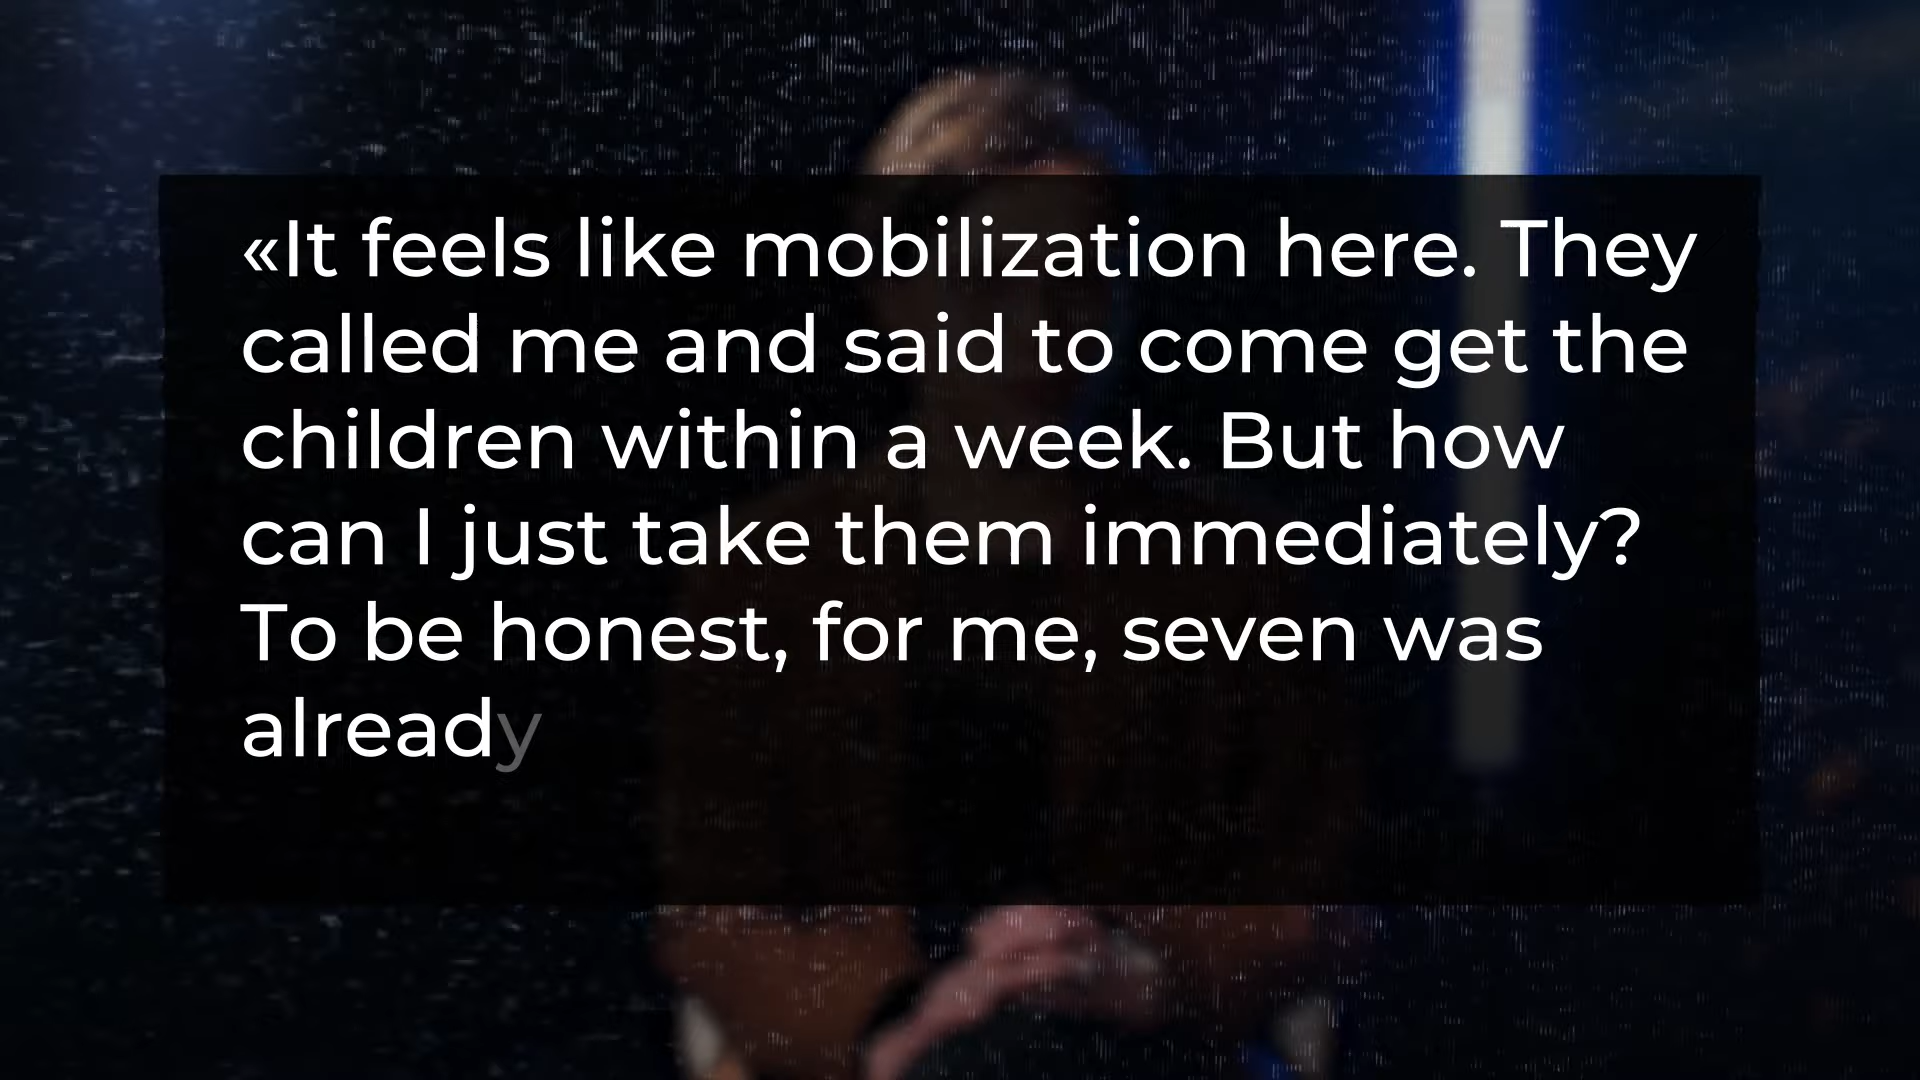 «It feels like mobilization here. They
called me and said to come get the
children within a week. But how
can I just take them immediately?
To be honest, for me, seven was
already